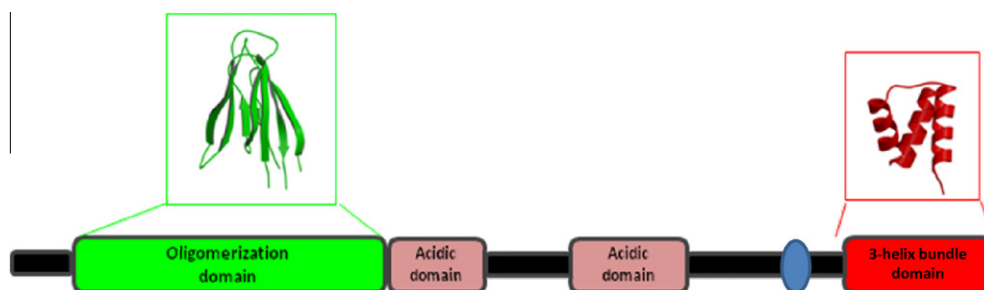 Oligomerization
domain
Acidic
domain
Acidic
domain
3-helix bundle
domain